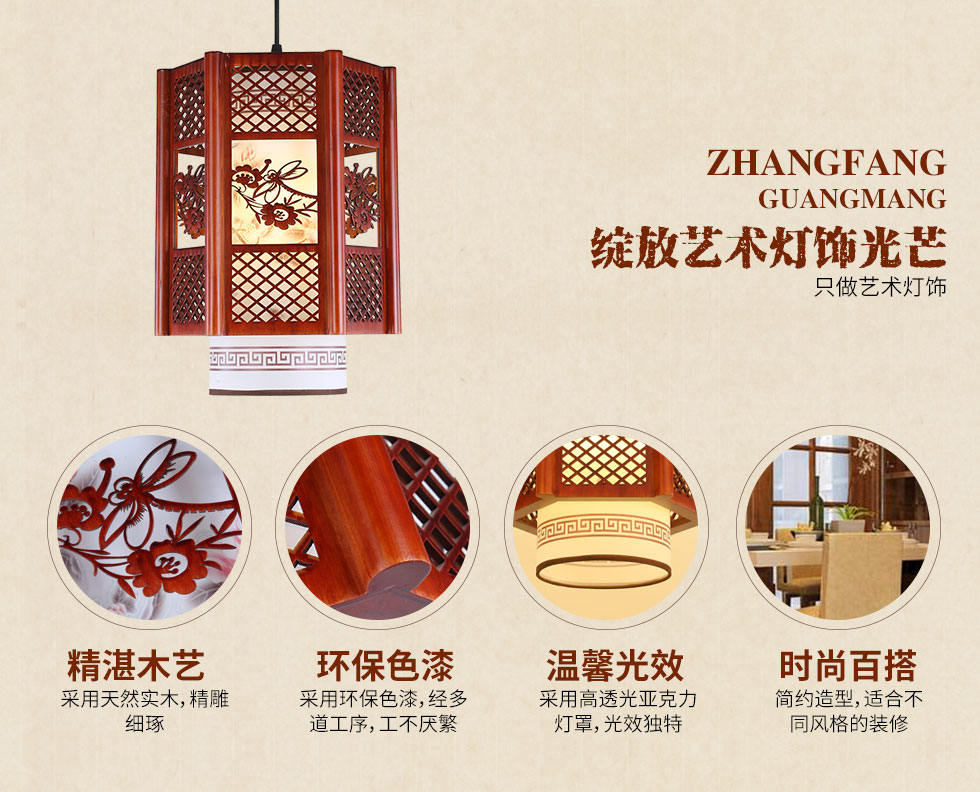 ZHANGFANG
GUANGMANG
绽放艺术灯饰光芒
只做艺术灯饰
精湛木艺
采用天然实木，精雕
细琢
环保色漆
采用环保色漆，经多
道工序，工不厌繁
温馨光效
采用高透光亚克力
灯罩，光效独特
时尚百搭
简约造型，适合不
同风格的装修